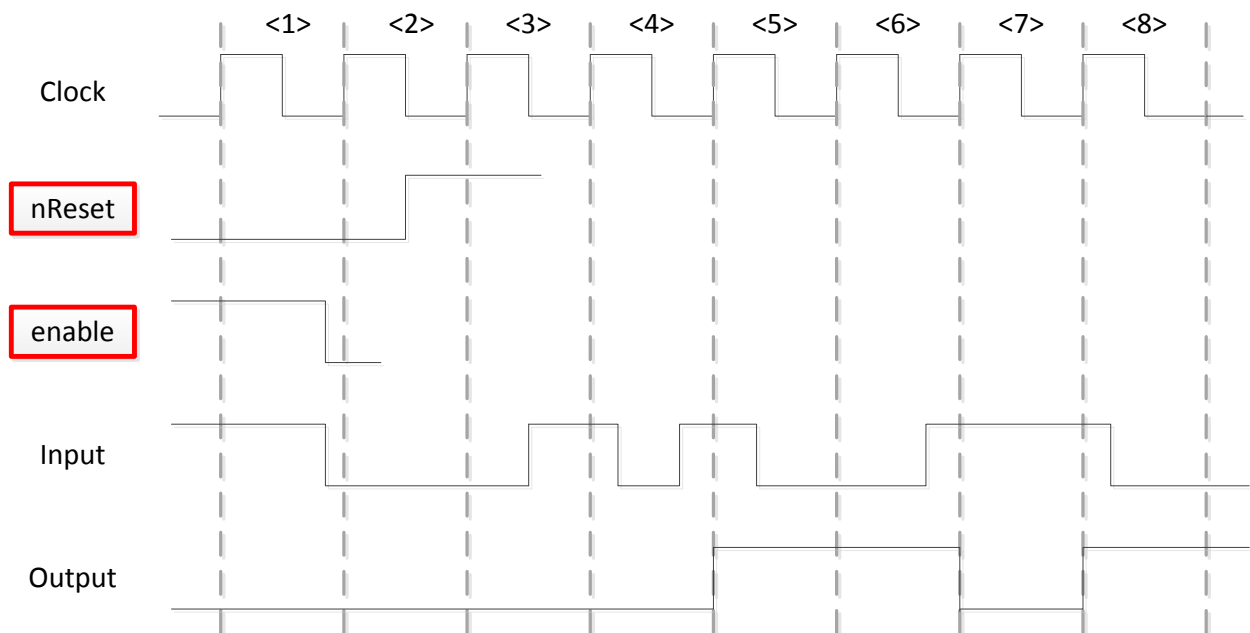 <1> <2> <3> <4> <5> <6> <7> <8>
Clock
nReset
enable
Input
Output